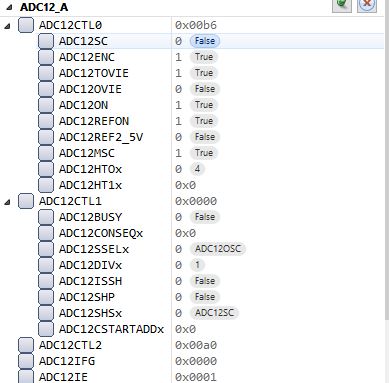 ADC12_A
ADC12CTL0 0x00b6
ADC12SC 0 False
ADC12ENC 1 True
ADC12TOVIE 1 True
ADC12OVIE 0 False
ADC12ON 1 True
ADC12REFON 1 True
ADC12REF2_5V 0 False
ADC12MSC 1 True
ADC12HT0x 0 4
ADC12HT1x 0x0
ADC12CTL1 0x0000
ADC12BUSY 0 False
ADC12CONSEQx 0x0
ADC12SSELx 0 ADC12OSC
ADC12DIVx 0 1
ADC12ISSH 0 False
ADC12SHP 0 False
ADC12SHSx 0 ADC12SC
ADC12CSTARTADDx 0x0
ADC12CTL2 0x00a0
ADC12IFG 0x0000
ADC12IE 0x0001